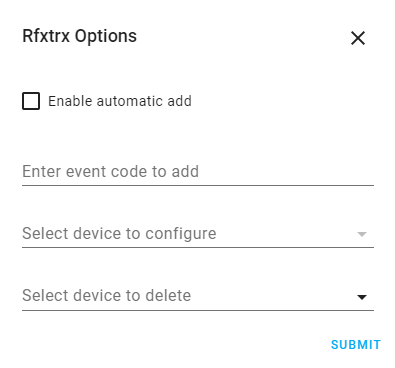 Rfxtrx Options
Enable automatic add
Enter event code to add
Select device to configure
Select device to delete
SUBMIT